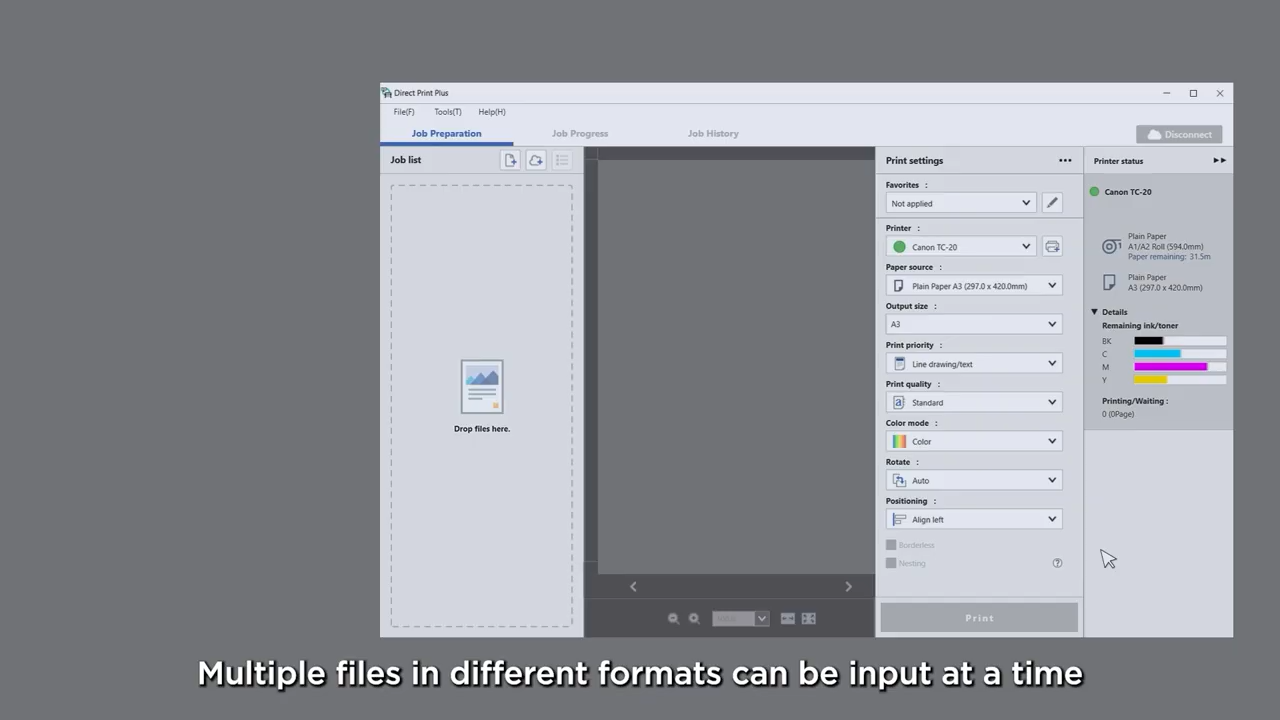 Direct Print Plus
File(F) Tools(T) Help(H)
Job Preparation Job Progress Job History
Disconnect
Job list
Drop files here.
Print settings
Favorites :
Not applied
Printer :
Canon TC-20
Paper source :
Plain Paper A3 (297.0 x 420.0mm)
Output size :
A3
Print priority :
Line drawing/text
Print quality :
Standard
Color mode :
Color
Rotate :
Auto
Positioning :
Align left
Borderless
Nesting
Print
Printer status
Canon TC-20
Plain Paper
A1/A2 Roll (594.0mm)
Paper remaining: 31.5m
Plain Paper
A3 (297.0 x 420.0mm)
Details
Remaining ink/toner
BK
C
M
Y
Printing/Waiting :
0 (0Page)
Multiple files in different formats can be input at a time